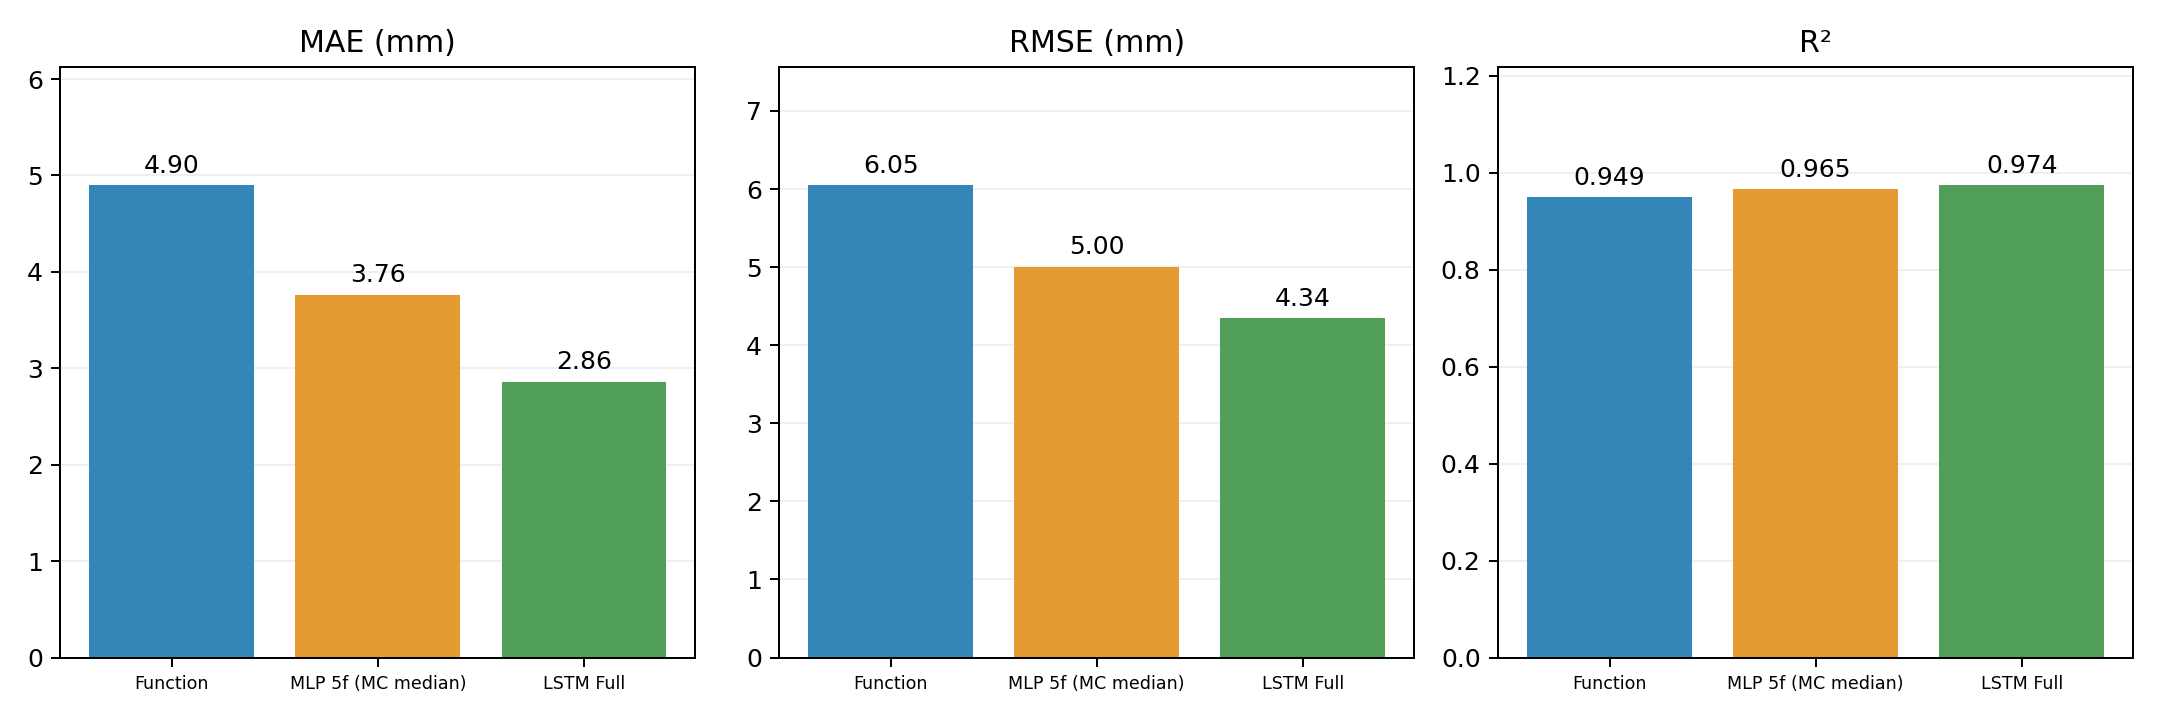 MAE (mm)
6
5
4
3
2
1
0
4.90
3.76
2.86
Function
MLP 5f (MC median)
LSTM Full
RMSE (mm)
7
6
5
4
3
2
1
0
6.05
5.00
4.34
Function
MLP 5f (MC median)
LSTM Full
R²
1.2
1.0
0.8
0.6
0.4
0.2
0.0
0.949
0.965
0.974
Function
MLP 5f (MC median)
LSTM Full